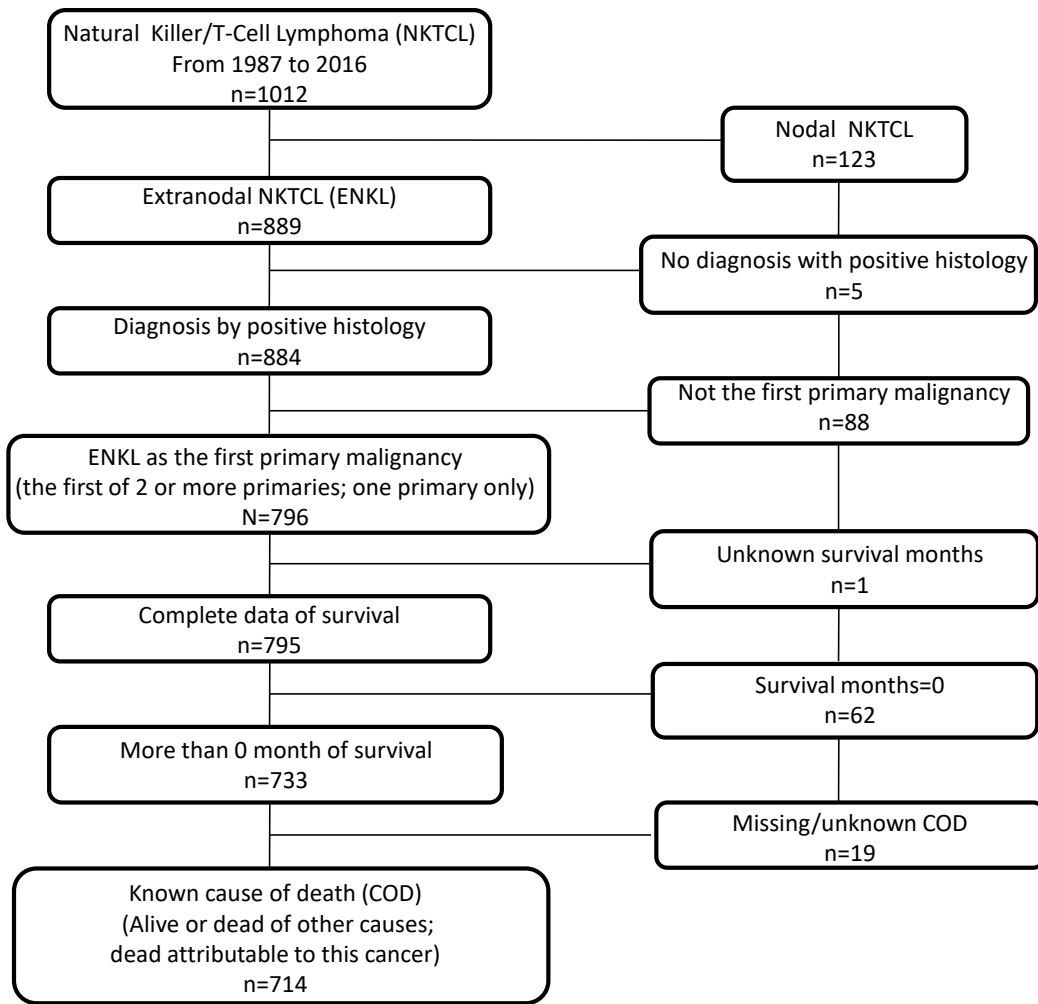 Natural Killer/T-Cell Lymphoma (NKTCL)
From 1987 to 2016
n=1012
Nodal NKTCL
n=123
Extranodal NKTCL (ENKL)
n=889
No diagnosis with positive histology
n=5
Diagnosis by positive histology
n=884
Not the first primary malignancy
n=88
ENKL as the first primary malignancy
(the first of 2 or more primaries; one primary only)
N=796
Unknown survival months
n=1
Complete data of survival
n=795
Survival months=0
n=62
More than 0 month of survival
n=733
Missing/unknown COD
n=19
Known cause of death (COD)
(Alive or dead of other causes;
dead attributable to this cancer)
n=714